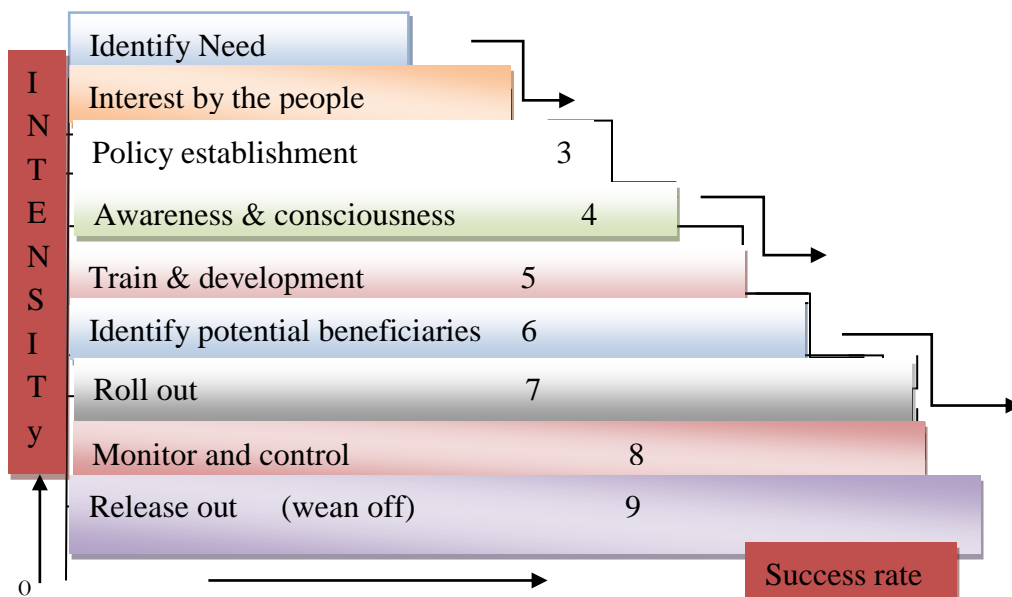 Identify Need
Interest by the people
Policy establishment 3
Awareness & consciousness 4
Train & development 5
Identify potential beneficiaries 6
Roll out 7
Monitor and control 8
Release out (wean off) 9
I
N
T
E
N
S
I
T
y
O
Success rate